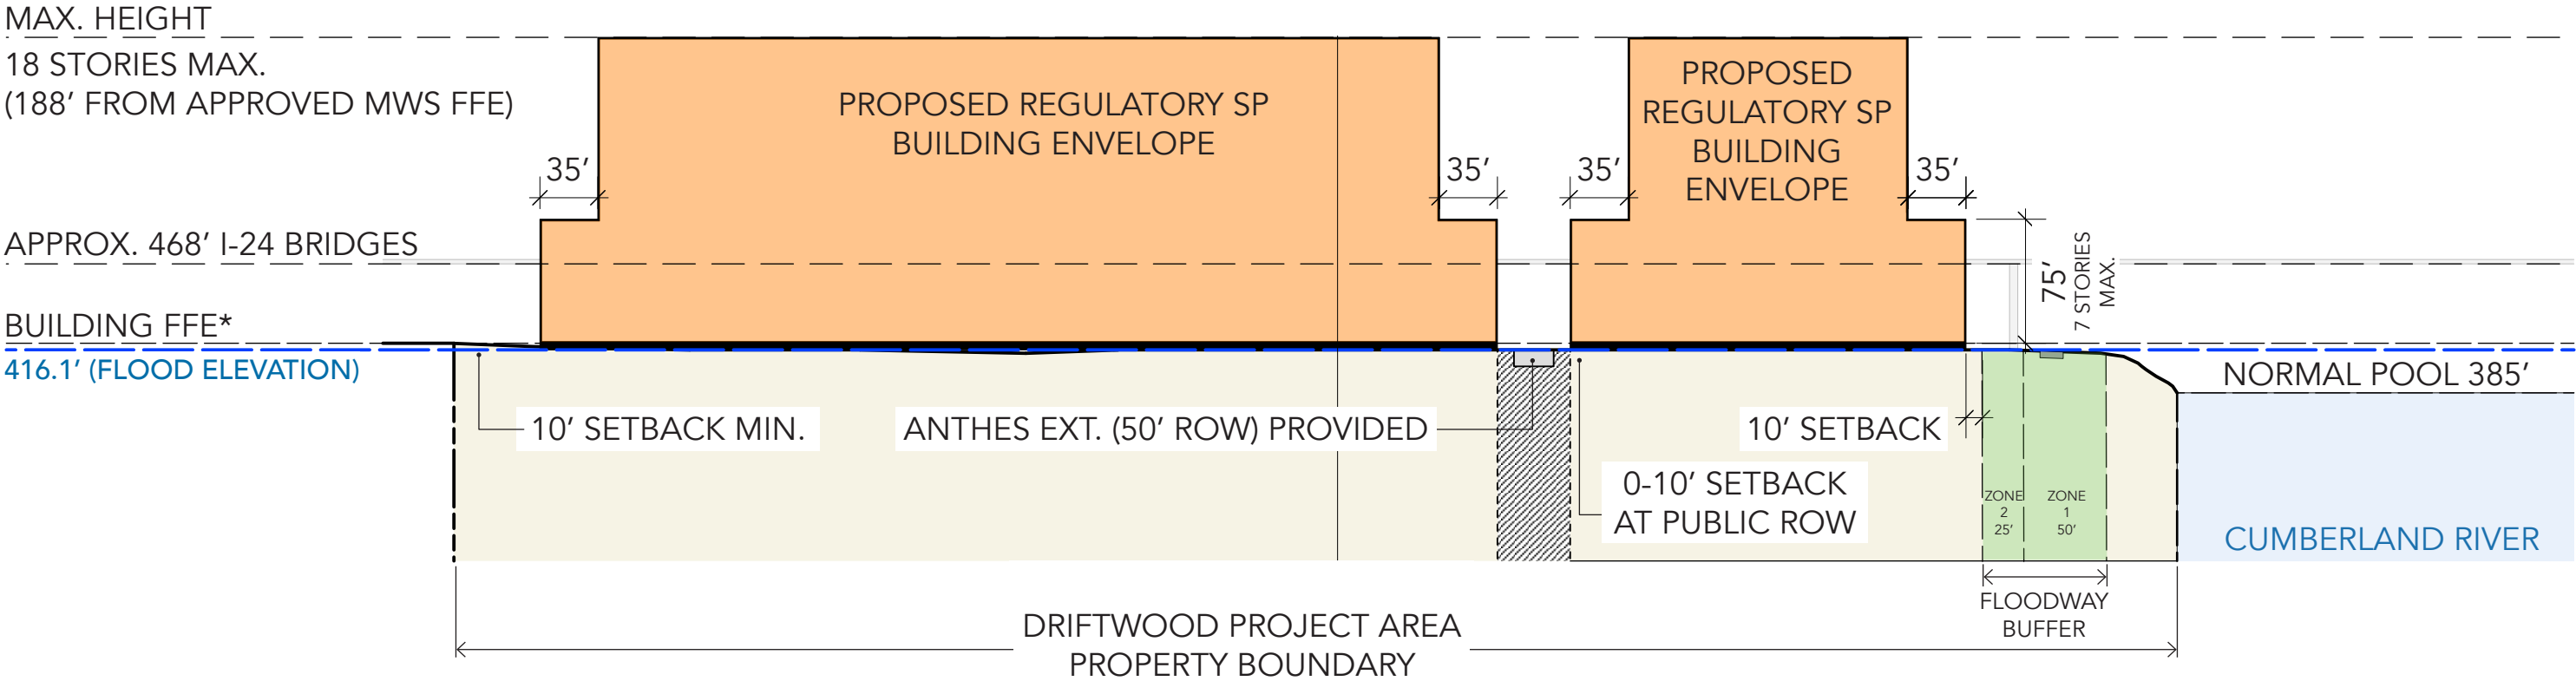 MAX. HEIGHT
18 STORIES MAX.
(188’ FROM APPROVED MWS FFE)
PROPOSED REGULATORY SP
BUILDING ENVELOPE
PROPOSED
REGULATORY SP
BUILDING
ENVELOPE
35’
35’
35’
35’
APPROX. 468’ I-24 BRIDGES
75’
7 STORIES
MAX.
BUILDING FFE*
416.1’ (FLOOD ELEVATION)
NORMAL POOL 385’
10’ SETBACK MIN.
ANTHES EXT. (50’ ROW) PROVIDED
10’ SETBACK
0-10’ SETBACK
AT PUBLIC ROW
ZONE
2
25’
ZONE
1
50’
CUMBERLAND RIVER
FLOODWAY
BUFFER
DRIFTWOOD PROJECT AREA
PROPERTY BOUNDARY